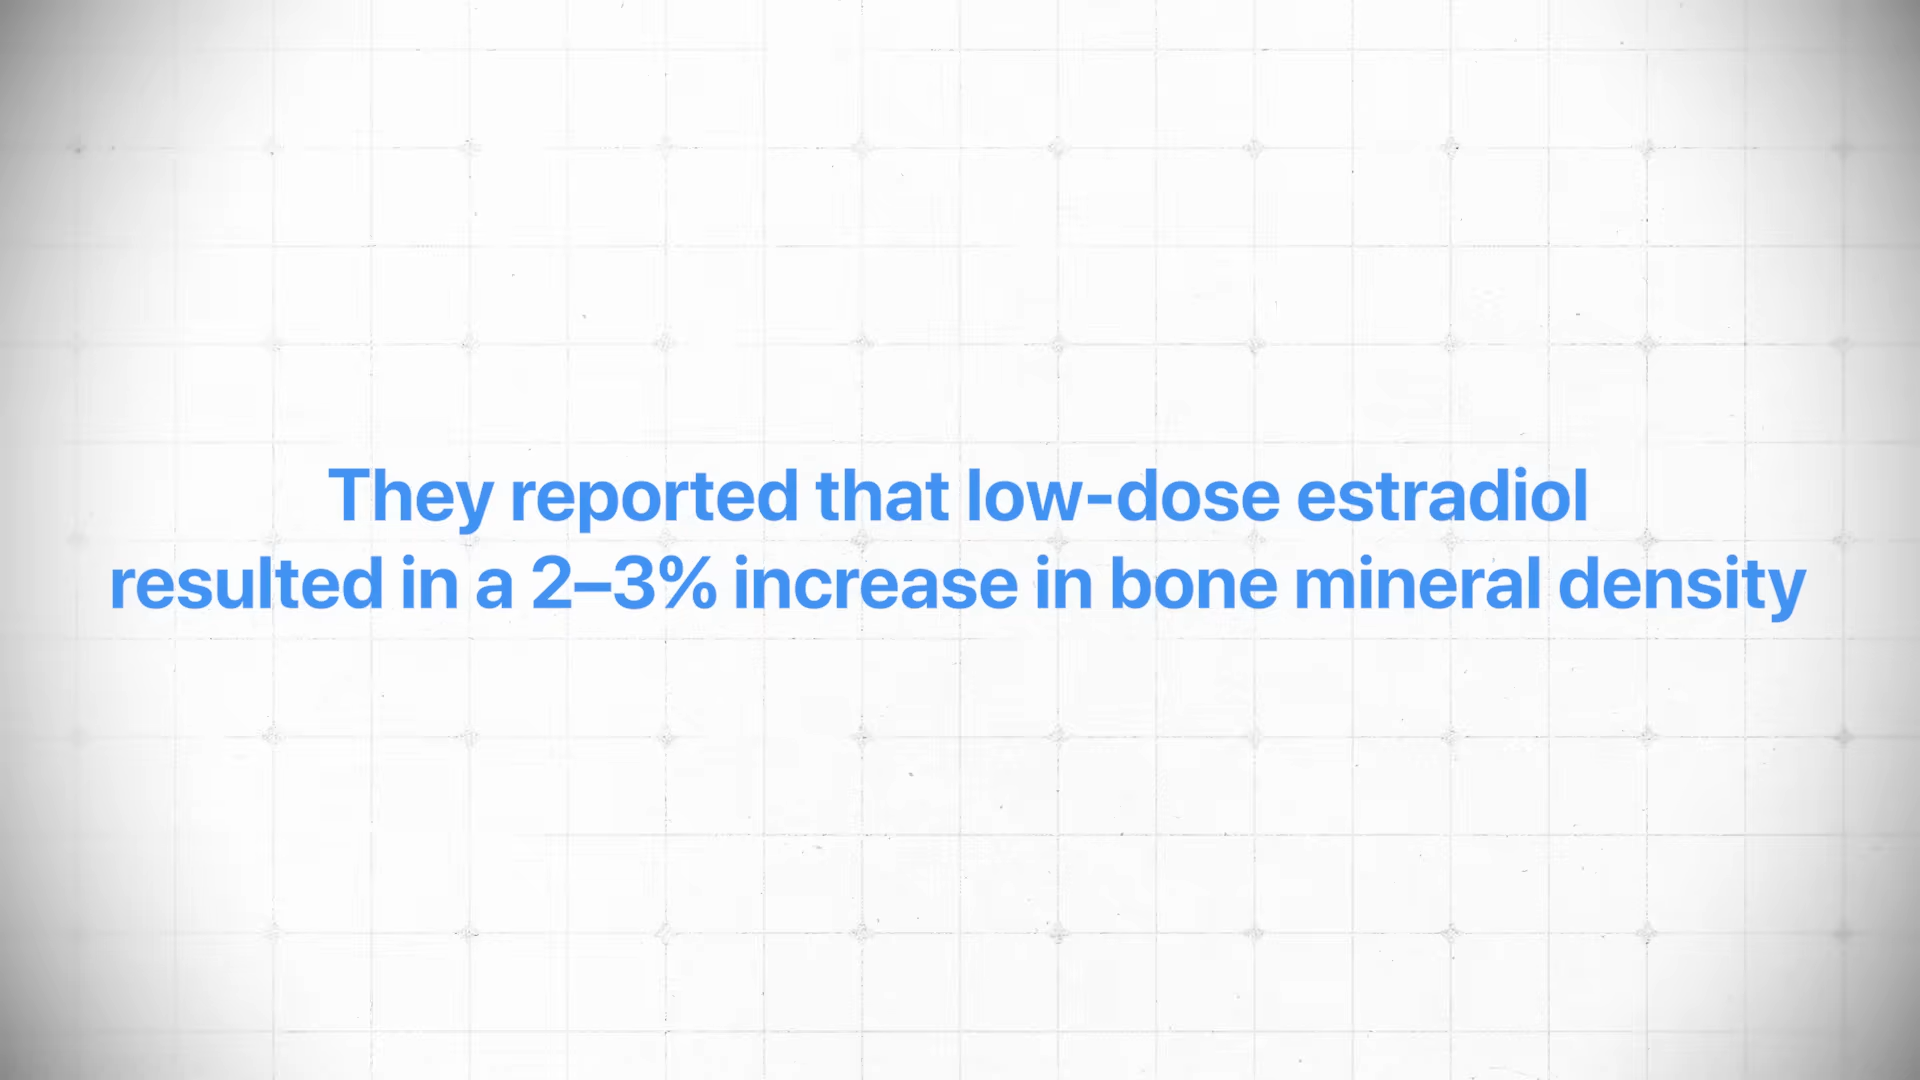 They reported that low-dose estradiol
resulted in a 2–3% increase in bone mineral density